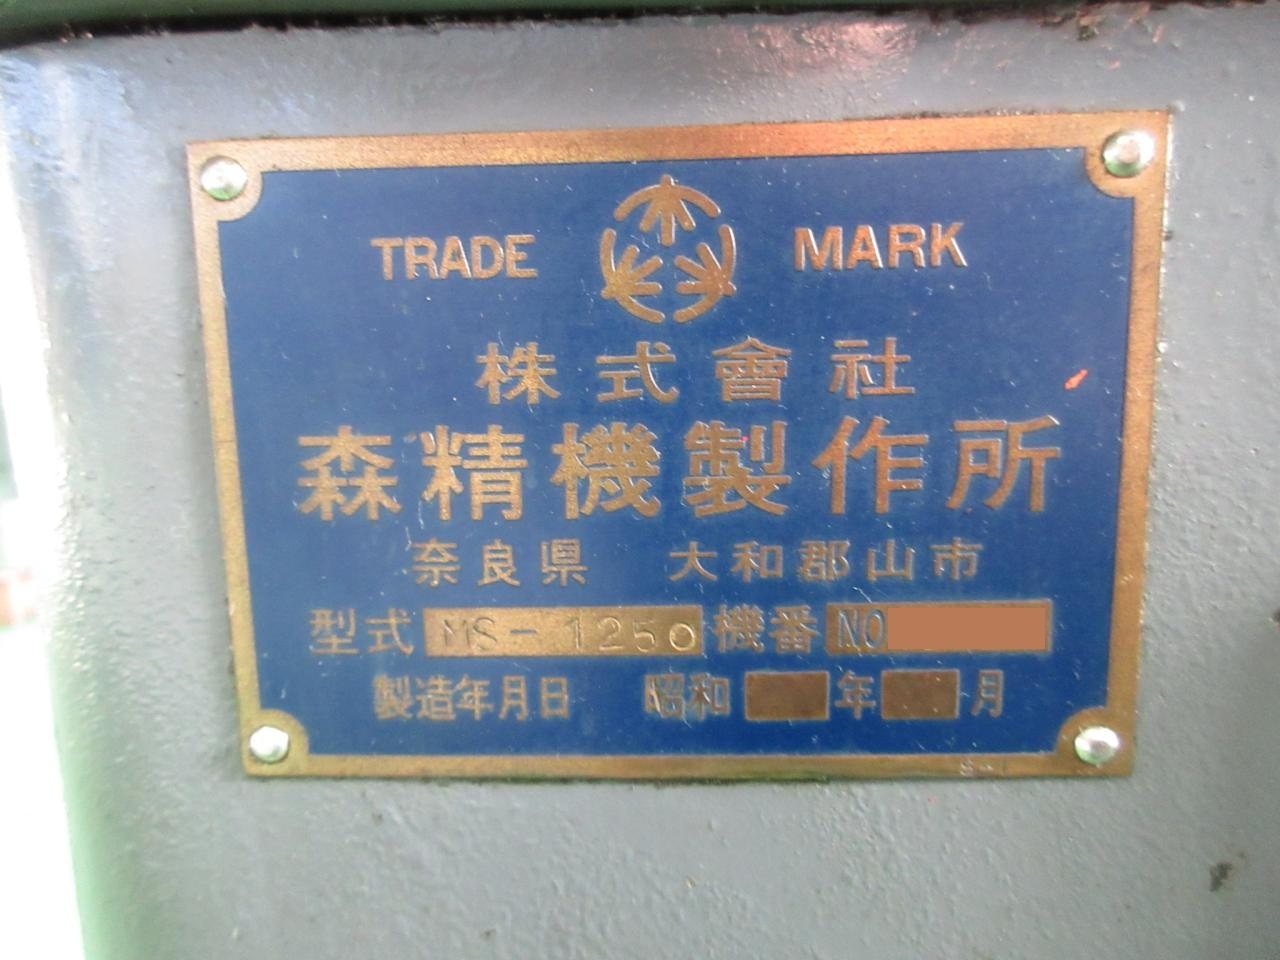 TRADE MARK
株式會社
森精機製作所
奈良県 大和郡山市
型式 MS-1250 機番 NO
製造年月日 昭和 年 月
S-1